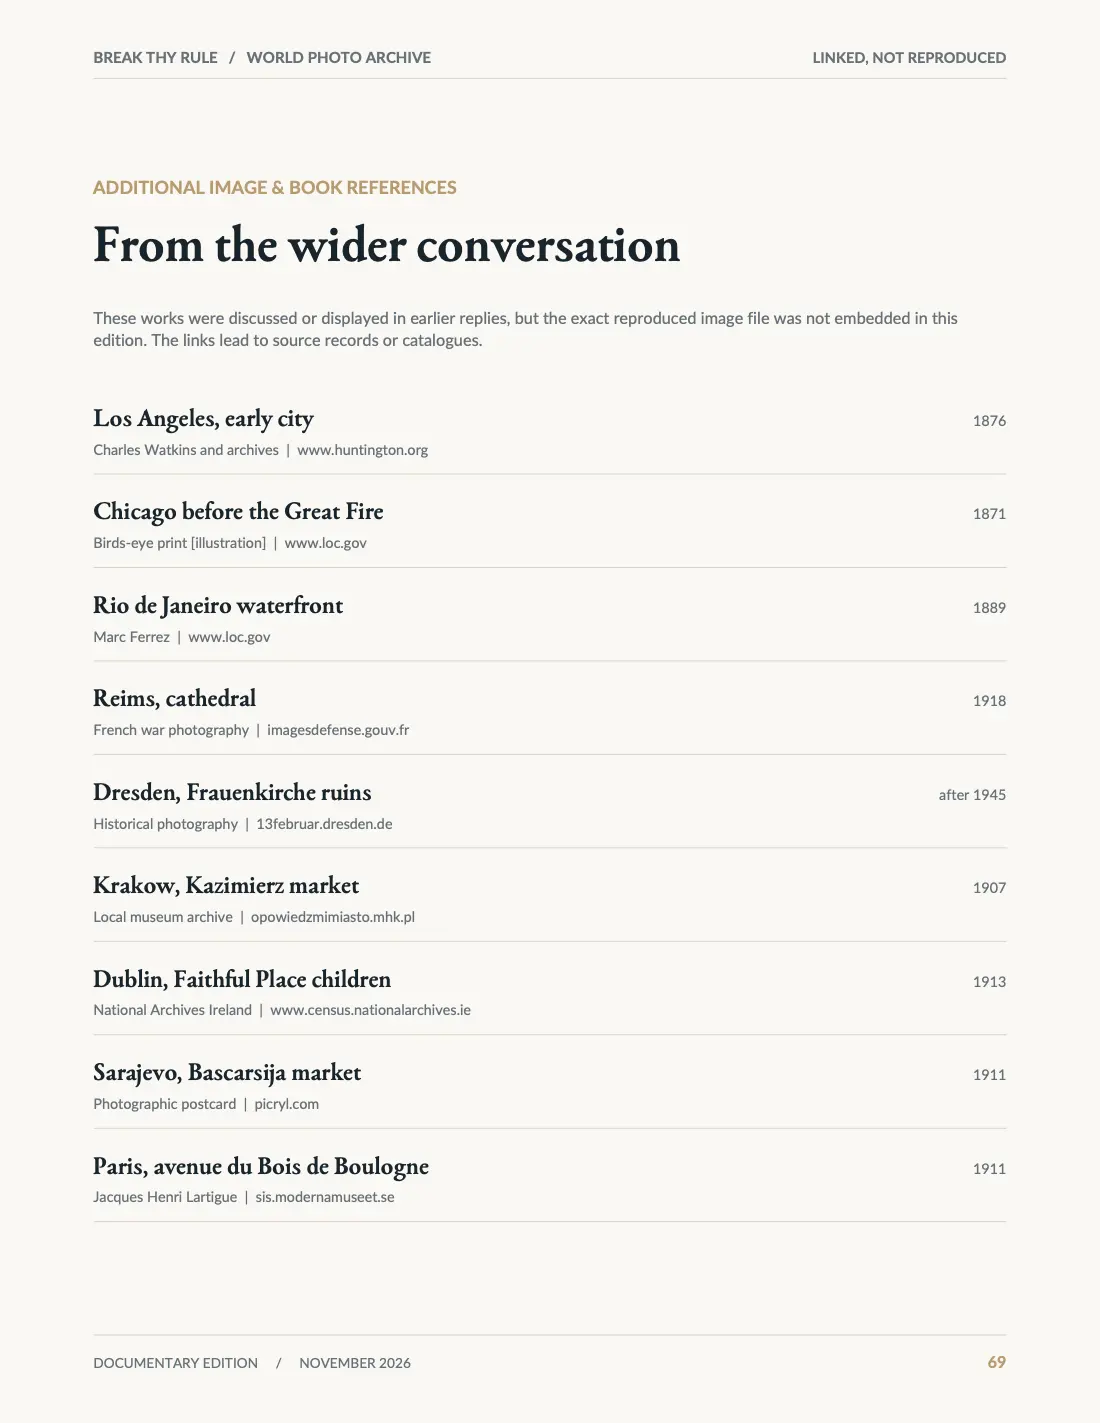 BREAK THY RULE / WORLD PHOTO ARCHIVE
LINKED, NOT REPRODUCED
ADDITIONAL IMAGE & BOOK REFERENCES
From the wider conversation
These works were discussed or displayed in earlier replies, but the exact reproduced image file was not embedded in this
edition. The links lead to source records or catalogues.
Los Angeles, early city
1876
Charles Watkins and archives | www.huntington.org
Chicago before the Great Fire
1871
Birds-eye print [illustration] | www.loc.gov
Rio de Janeiro waterfront
1889
Marc Ferrez | www.loc.gov
Reims, cathedral
1918
French war photography | imagesdefense.gouv.fr
Dresden, Frauenkirche ruins
after 1945
Historical photography | 13februar.dresden.de
Krakow, Kazimierz market
1907
Local museum archive | opowiedzmimiasto.mhk.pl
Dublin, Faithful Place children
1913
National Archives Ireland | www.census.nationalarchives.ie
Sarajevo, Bascarsija market
1911
Photographic postcard | picryl.com
Paris, avenue du Bois de Boulogne
1911
Jacques Henri Lartigue | sis.modernamuseet.se
DOCUMENTARY EDITION / NOVEMBER 2026
69